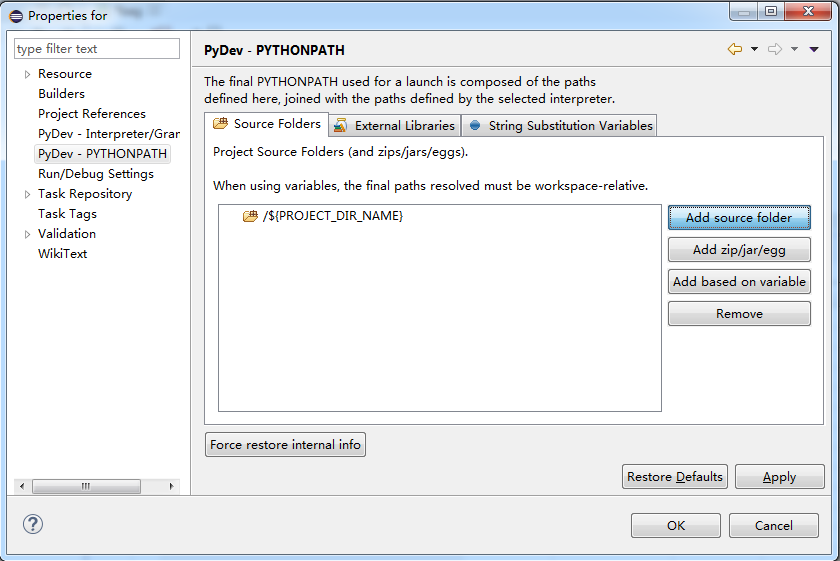 Properties for
type filter text
Resource
Builders
Project References
PyDev - Interpreter/Gran
PyDev - PYTHONPATH
Run/Debug Settings
Task Repository
Task Tags
Validation
WikiText
PyDev - PYTHONPATH
The final PYTHONPATH used for a launch is composed of the paths
defined here, joined with the paths defined by the selected interpreter.
Source Folders
External Libraries
String Substitution Variables
Project Source Folders (and zips/jars/eggs).
When using variables, the final paths resolved must be workspace-relative.
/${PROJECT_DIR_NAME}
Add source folder
Add zip/jar/egg
Add based on variable
Remove
Force restore internal info
Restore Defaults
Apply
OK
Cancel